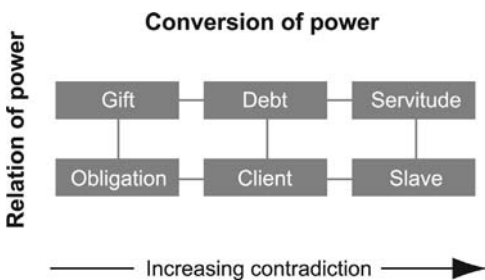 Conversion of power
Relation of power
Gift Debt Servitude
Obligation Client Slave
Increasing contradiction